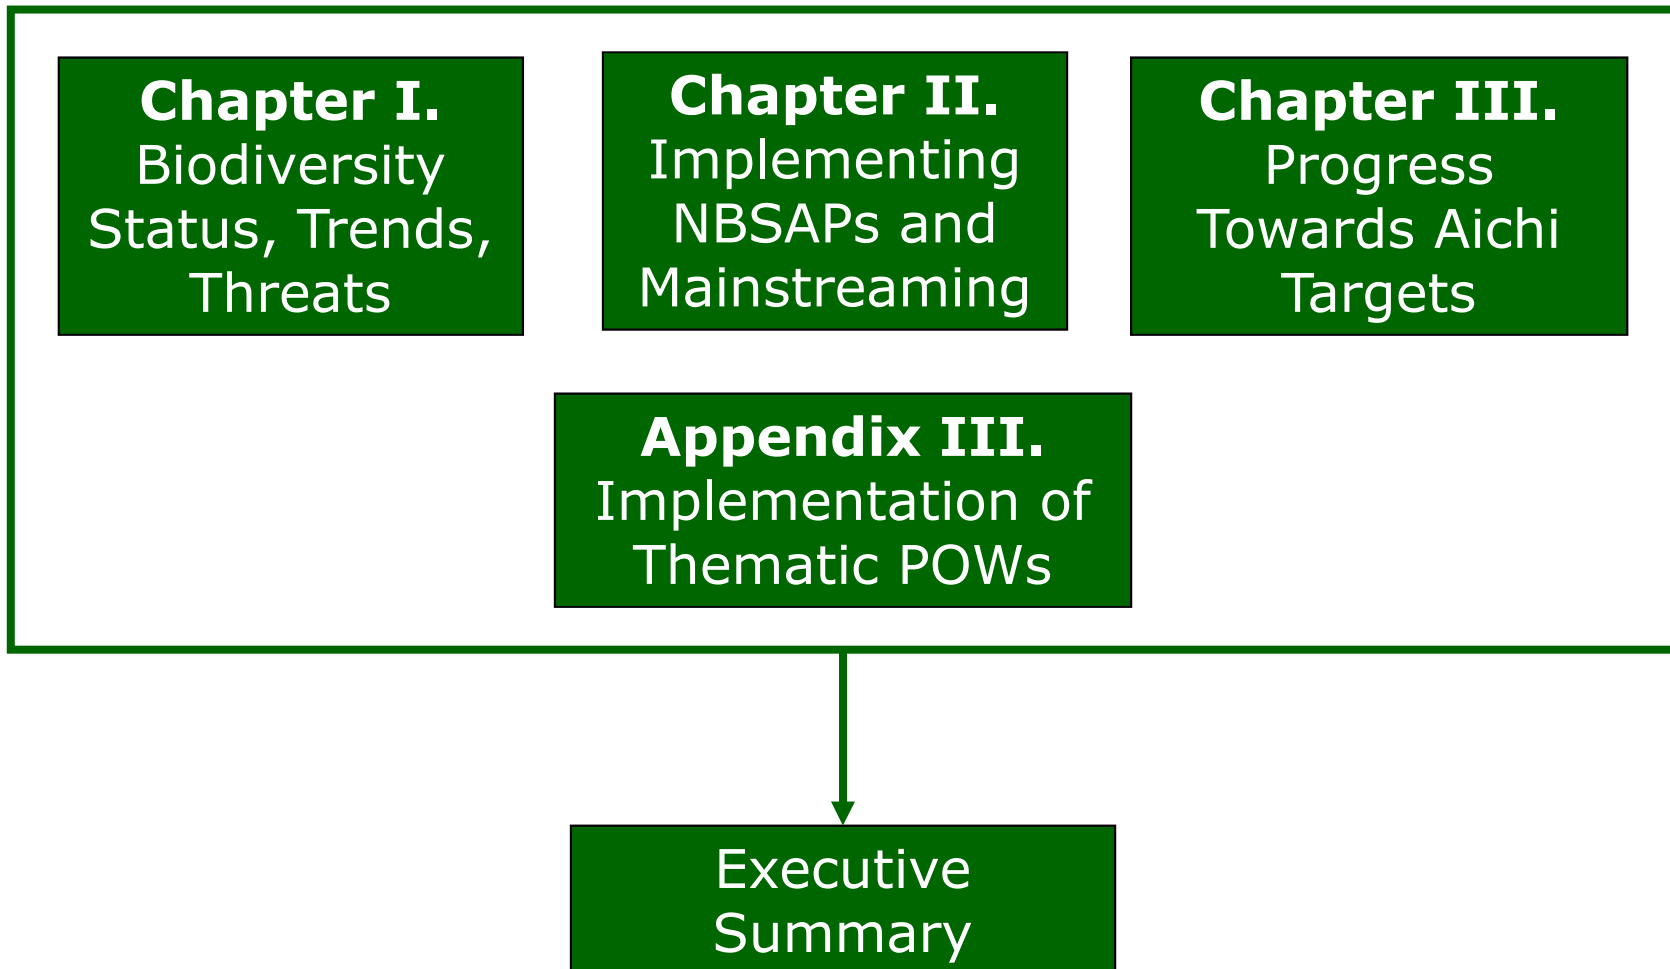 Chapter I.
Biodiversity
Status, Trends,
Threats
Chapter II.
Implementing
NBSAPs and
Mainstreaming
Chapter III.
Progress
Towards Aichi
Targets
Appendix III.
Implementation of
Thematic POWs
Executive
Summary